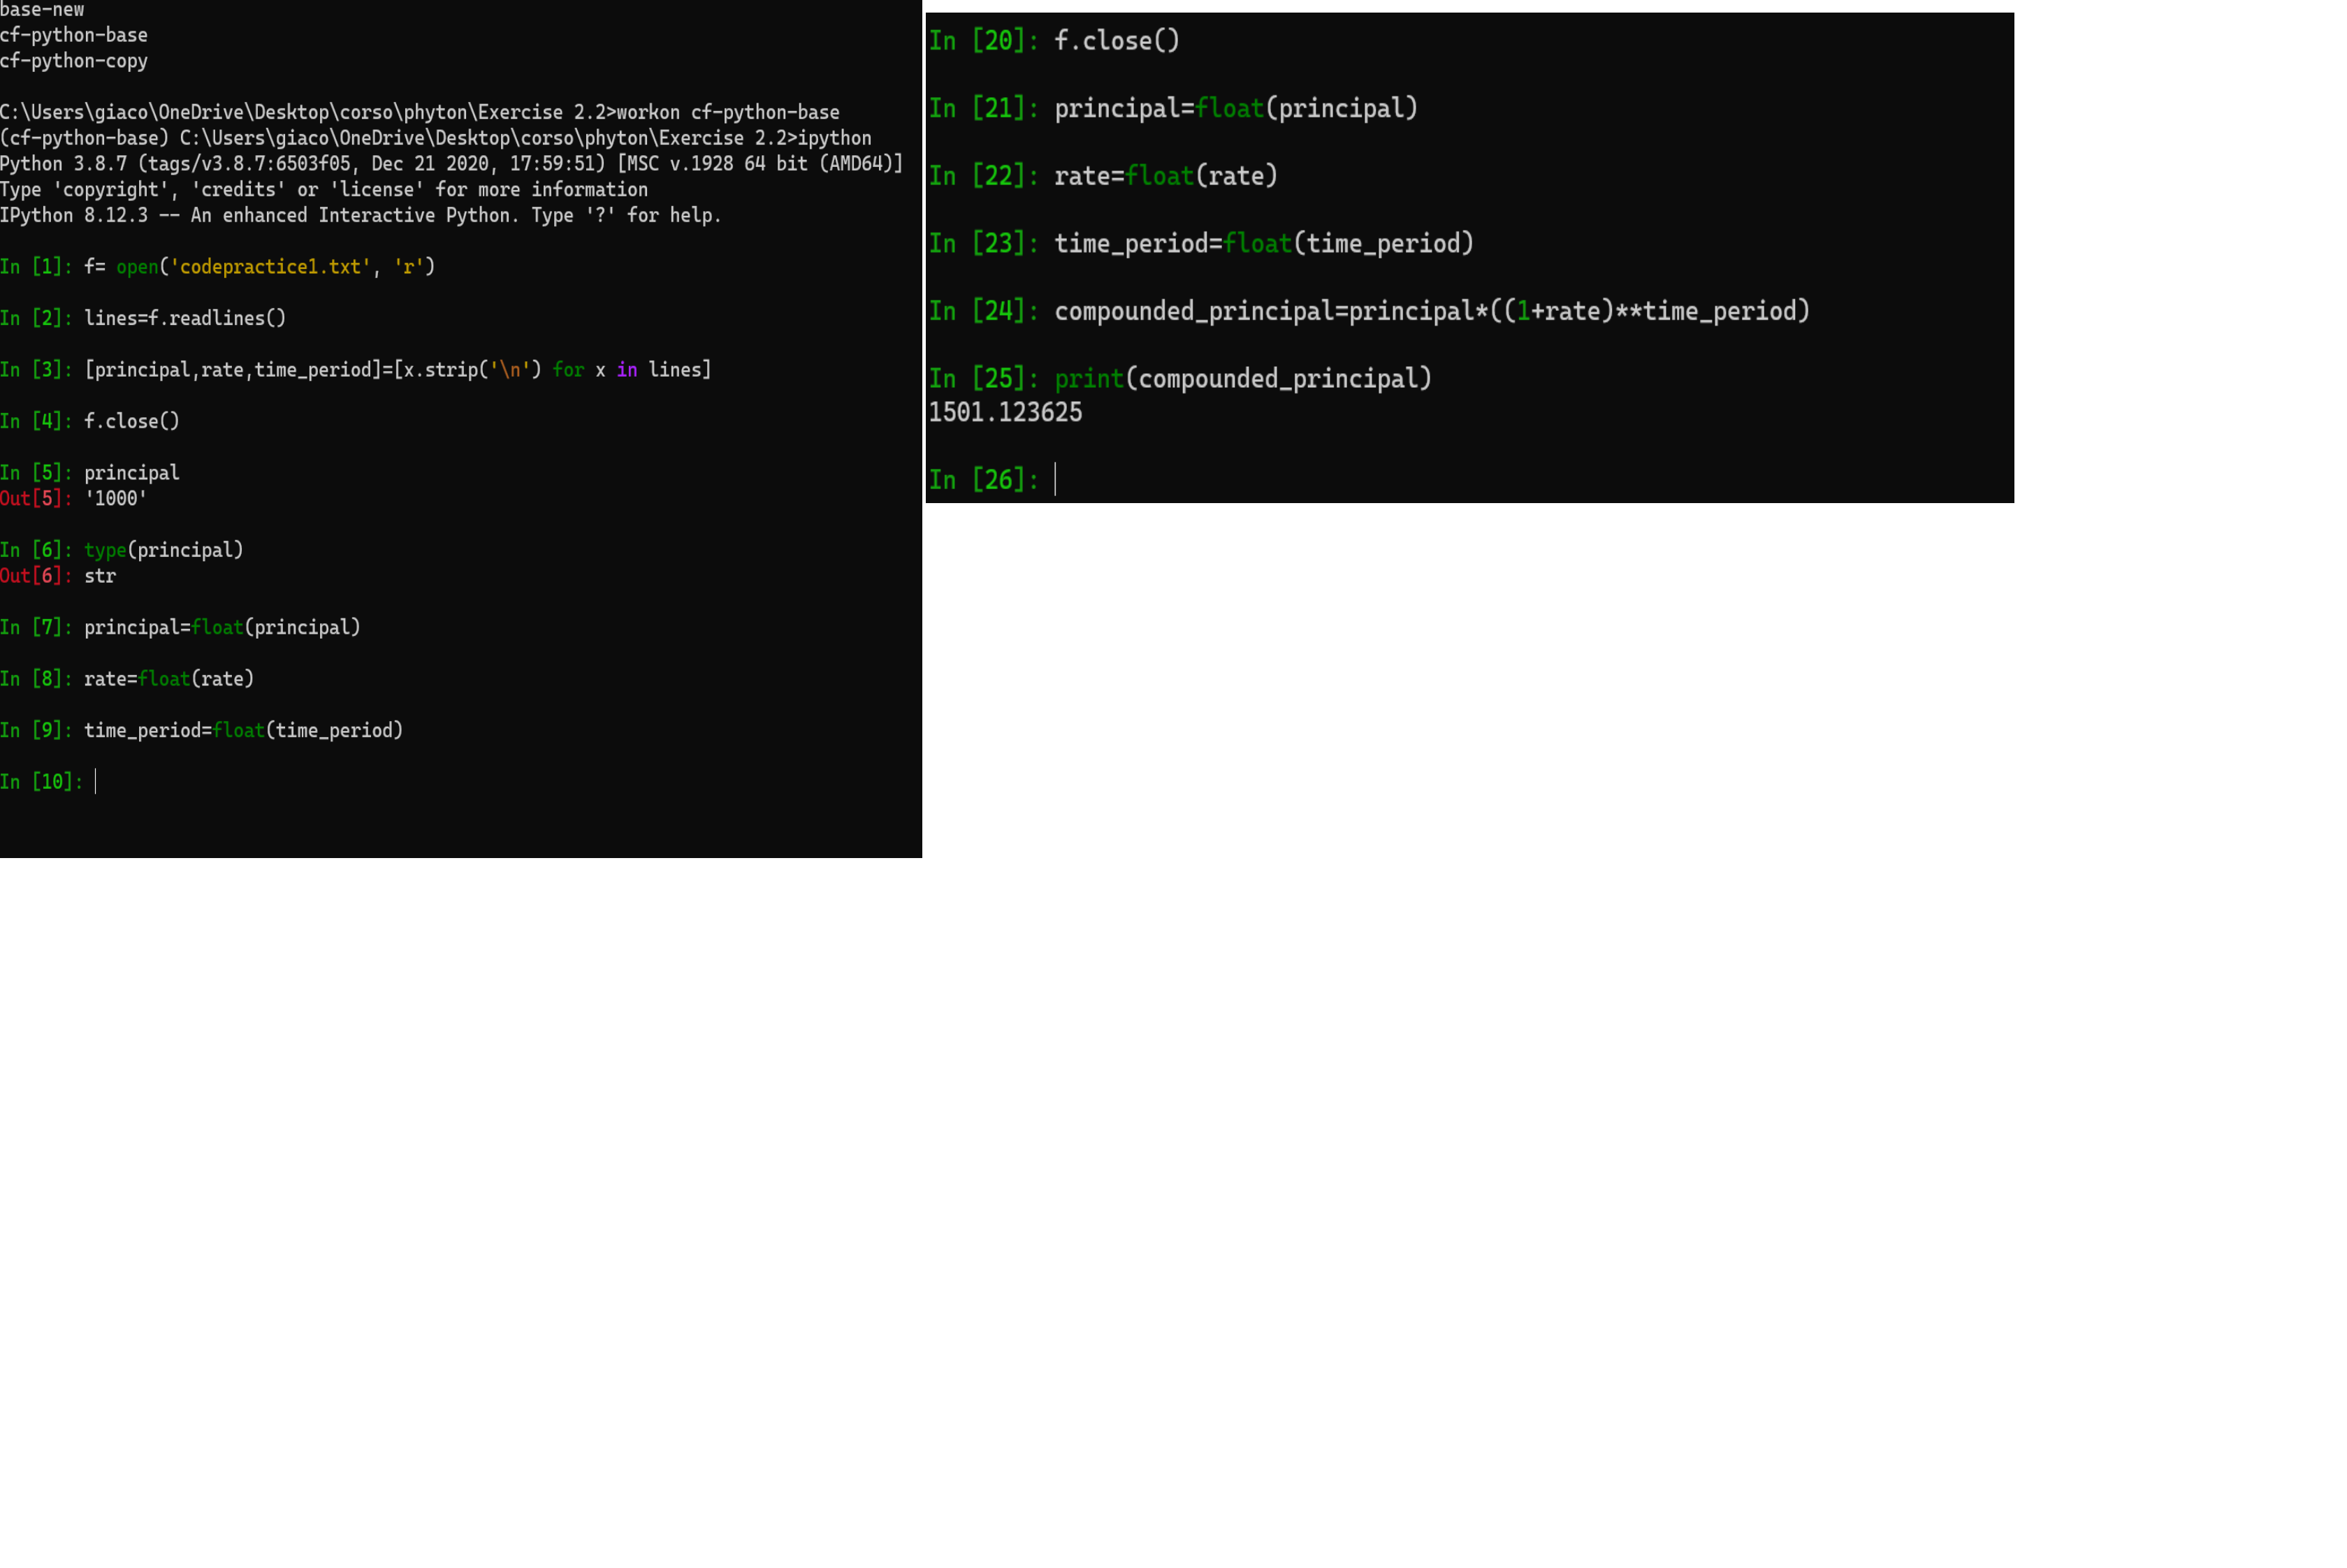 base-new
cf-python-base
cf-python-copy
C:\Users\giaco\OneDrive\Desktop\corso\phyton\Exercise 2.2>workon cf-python-base
(cf-python-base) C:\Users\giaco\OneDrive\Desktop\corso\phyton\Exercise 2.2>ipython
Python 3.8.7 (tags/v3.8.7:6503f05, Dec 21 2020, 17:59:51) [MSC v.1928 64 bit (AMD64)]
Type 'copyright', 'credits' or 'license' for more information
IPython 8.12.3 -- An enhanced Interactive Python. Type '?' for help.
In [1]: f= open('codepractice1.txt', 'r')
In [2]: lines=f.readlines()
In [3]: [principal,rate,time_period]=[x.strip('\n') for x in lines]
In [4]: f.close()
In [5]: principal
Out[5]: '1000'
In [6]: type(principal)
Out[6]: str
In [7]: principal=float(principal)
In [8]: rate=float(rate)
In [9]: time_period=float(time_period)
In [10]:
In [20]: f.close()
In [21]: principal=float(principal)
In [22]: rate=float(rate)
In [23]: time_period=float(time_period)
In [24]: compounded_principal=principal*((1+rate)**time_period)
In [25]: print(compounded_principal)
1501.123625
In [26]: